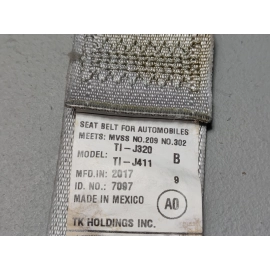 SEAT BELT FOR AUTOMOBILES
MEETS: MVSS NO.209 NO.302
TI-J320
MODEL: TI-J411 B
MFD.IN: 2017 9
ID. NO.: 7097
MADE IN MEXICO A0
TK HOLDINGS INC.